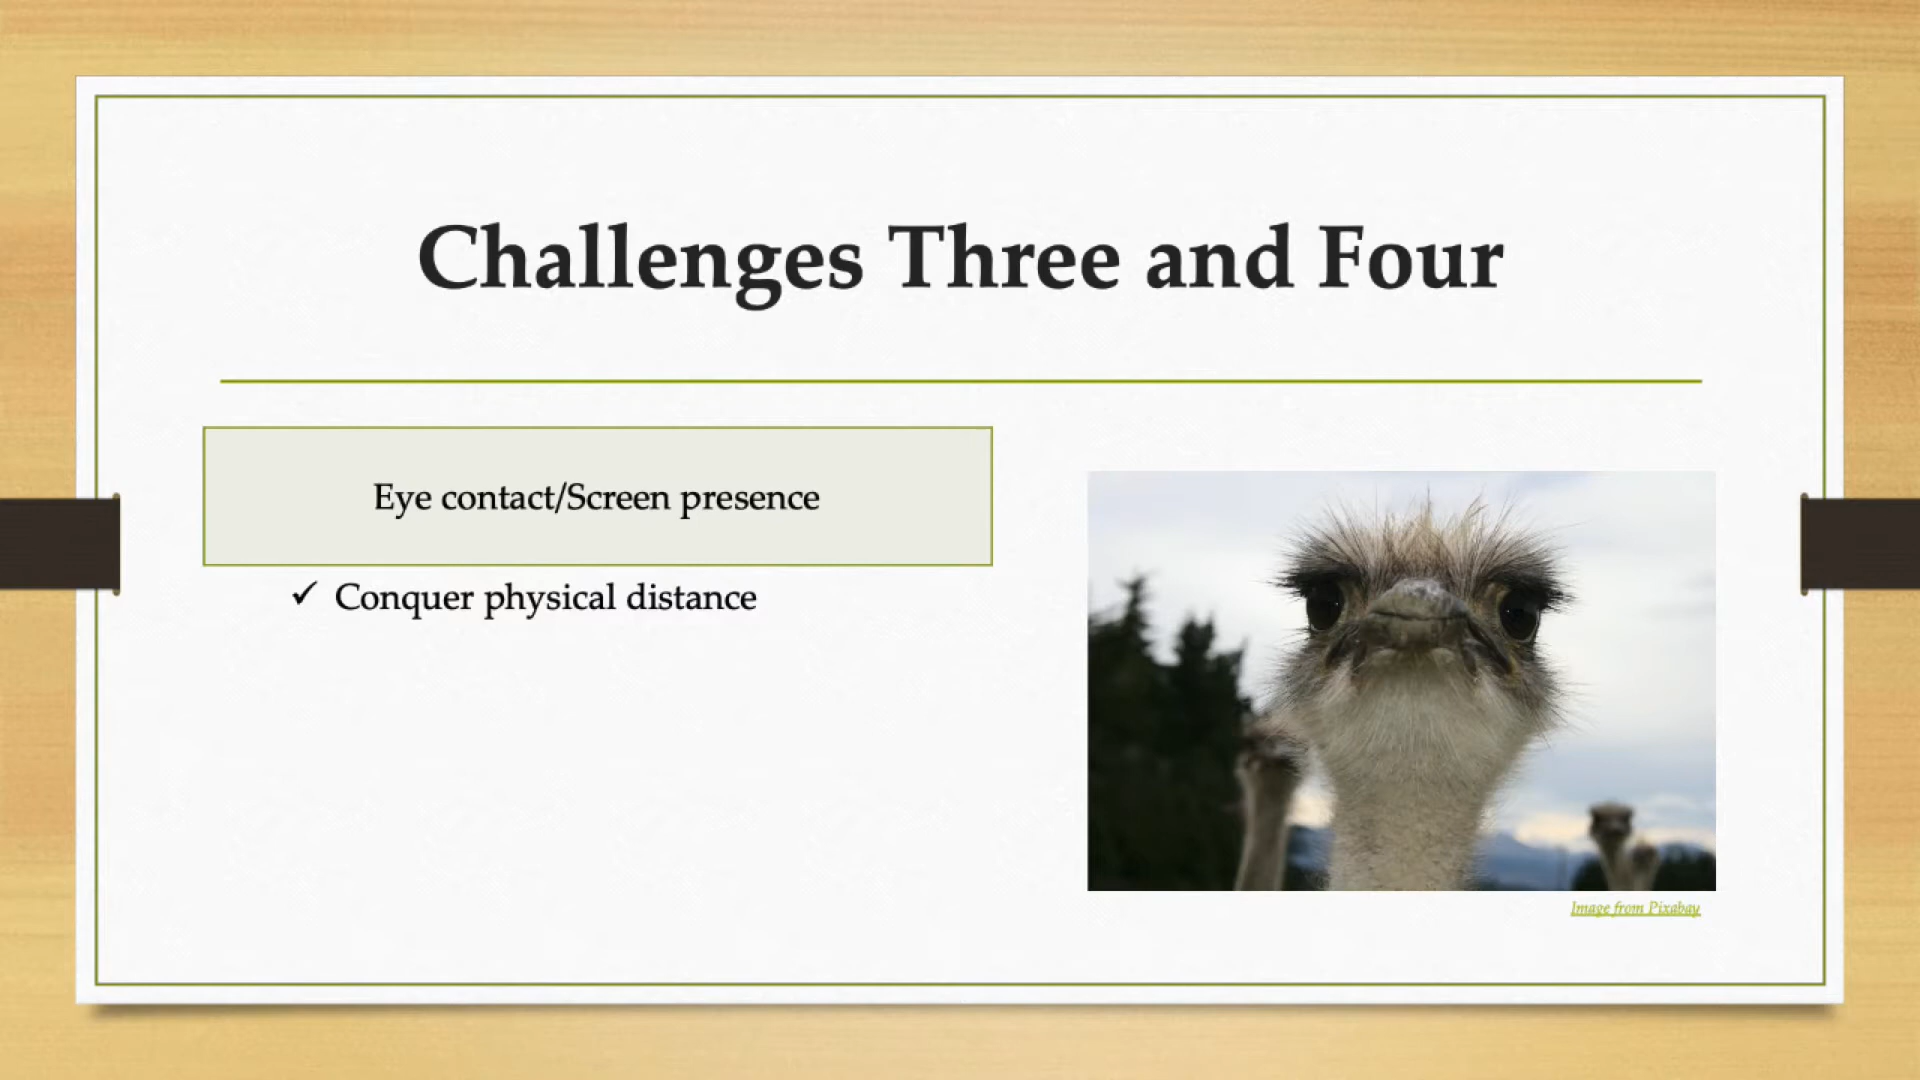 Challenges Three and Four
Eye contact/Screen presence
✓ Conquer physical distance
Image from Pixabay